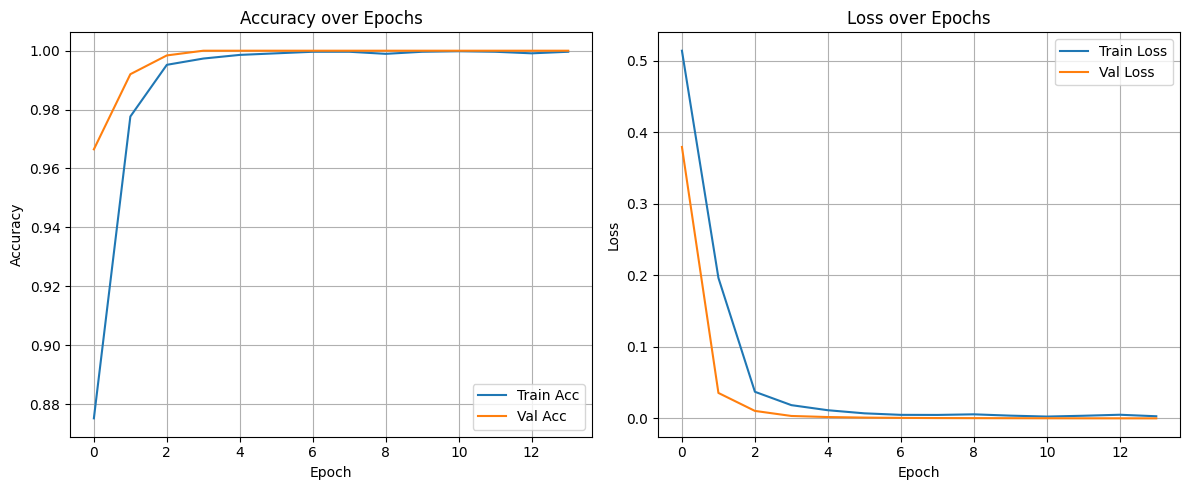 Accuracy over Epochs
1.00
0.98
0.96
0.94
0.92
0.90
0.88
Accuracy
Train Acc
Val Acc
0 2 4 6 8 10 12
Epoch
Loss over Epochs
Train Loss
Val Loss
0.5
0.4
0.3
0.2
0.1
0.0
Loss
0 2 4 6 8 10 12
Epoch